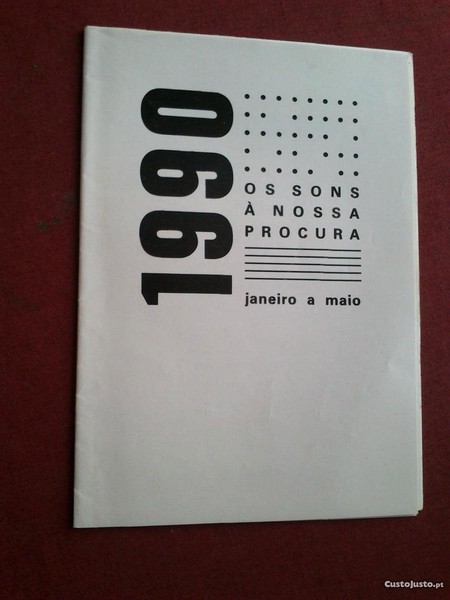 1990
OS SONS
À NOSSA
PROCURA
janeiro a maio
CustoJusto.pt